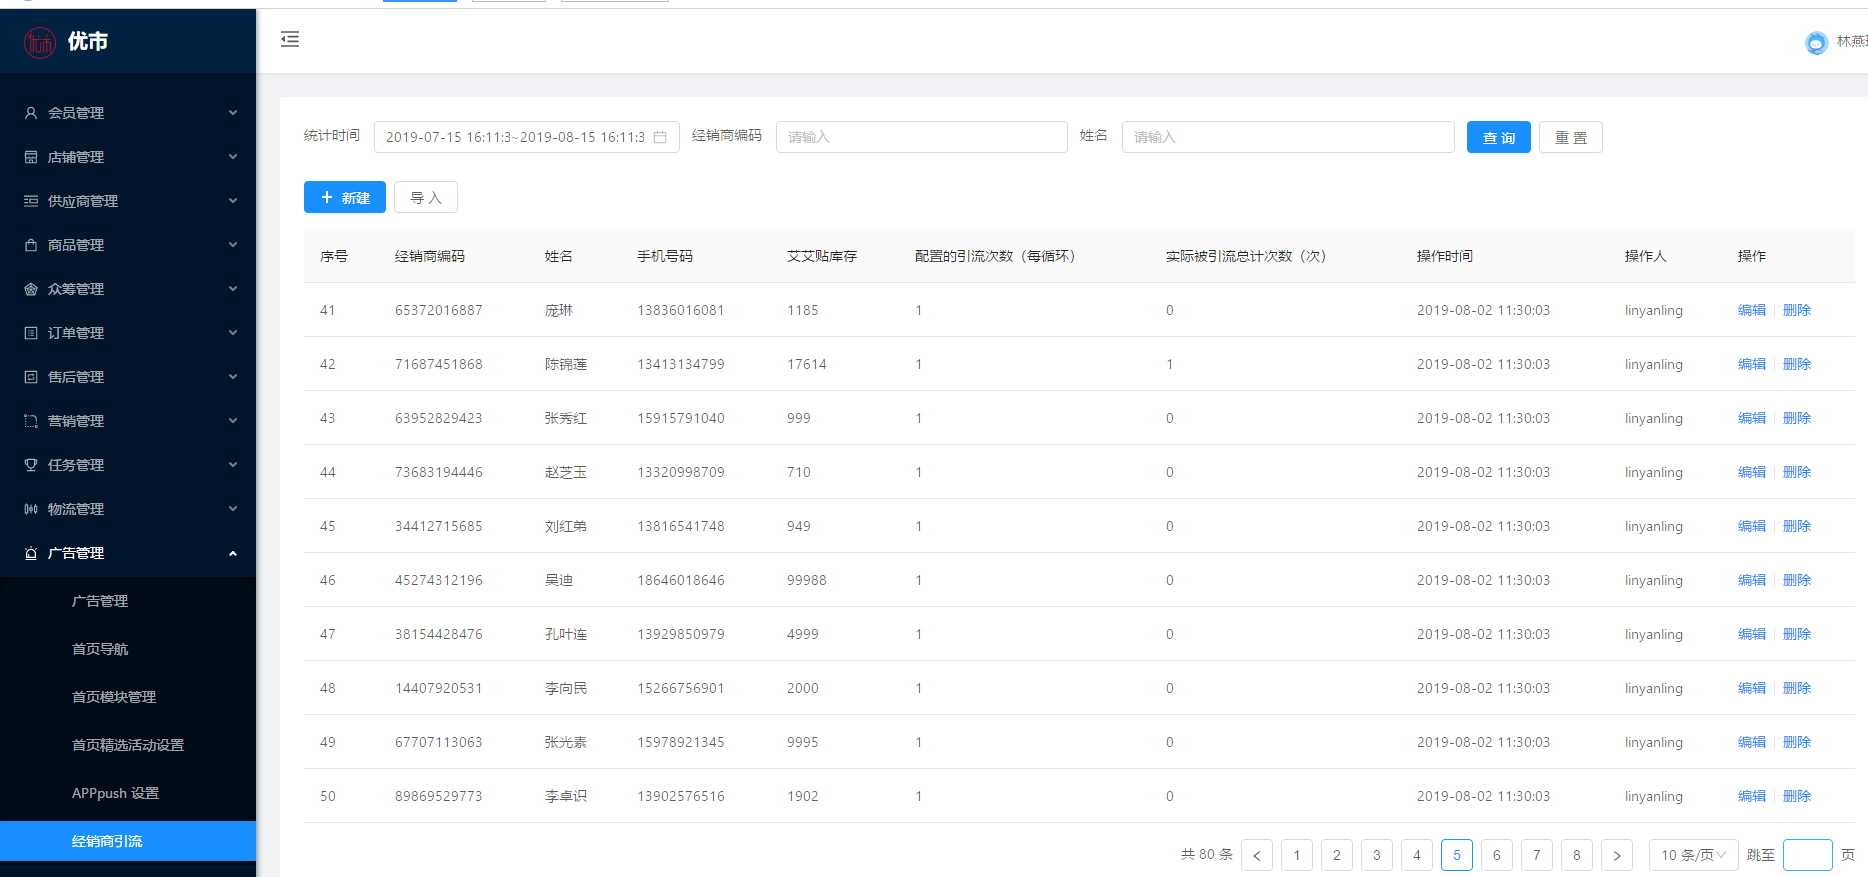 优市
林燕
会员管理
店铺管理
供应商管理
商品管理
众筹管理
订单管理
售后管理
营销管理
任务管理
物流管理
广告管理
广告管理
首页导航
首页模块管理
首页精选活动设置
APPpush 设置
经销商引流
统计时间 2019-07-15 16:11:3~2019-08-15 16:11:3 经销商编码 请输入 姓名 请输入 查 询 重 置
+ 新建 导 入
序号 经销商编码 姓名 手机号码 艾艾贴库存 配置的引流次数（每循环） 实际被引流总计次数（次） 操作时间 操作人 操作
41 65372016887 庞琳 13836016081 1185 1 0 2019-08-02 11:30:03 linyanling 编辑 删除
42 71687451868 陈锦莲 13413134799 17614 1 1 2019-08-02 11:30:03 linyanling 编辑 删除
43 63952829423 张秀红 15915791040 999 1 0 2019-08-02 11:30:03 linyanling 编辑 删除
44 73683194446 赵芝玉 13320998709 710 1 0 2019-08-02 11:30:03 linyanling 编辑 删除
45 34412715685 刘红弟 13816541748 949 1 0 2019-08-02 11:30:03 linyanling 编辑 删除
46 45274312196 吴迪 18646018646 99988 1 0 2019-08-02 11:30:03 linyanling 编辑 删除
47 38154428476 孔叶连 13929850979 4999 1 0 2019-08-02 11:30:03 linyanling 编辑 删除
48 14407920531 李向民 15266756901 2000 1 0 2019-08-02 11:30:03 linyanling 编辑 删除
49 67707113063 张光素 15978921345 9995 1 0 2019-08-02 11:30:03 linyanling 编辑 删除
50 89869529773 李卓识 13902576516 1902 1 0 2019-08-02 11:30:03 linyanling 编辑 删除
共 80 条 < 1 2 3 4 5 6 7 8 > 10 条/页 跳至 页